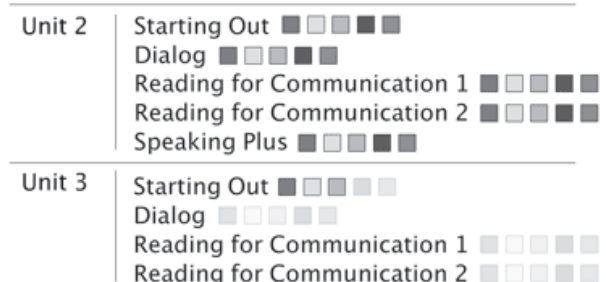 Unit 2
Starting Out
Dialog
Reading for Communication 1
Reading for Communication 2
Speaking Plus
Unit 3
Starting Out
Dialog
Reading for Communication 1
Reading for Communication 2